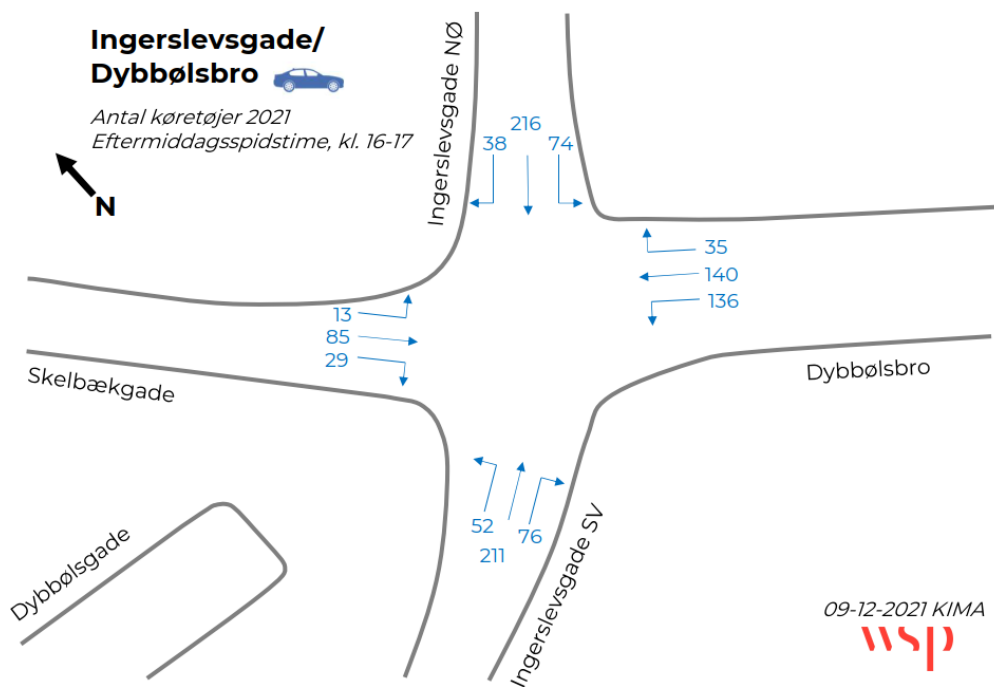 Ingerslevsgade/
Dybbølsbro
Antal køretøjer 2021
Eftermiddagsspidstime, kl. 16-17
N
Ingerslevsgade NØ
38
216
74
35
140
136
13
85
29
Skelbækgade
Dybbølsbro
52
211
76
Dybbølsgade
Ingerslevsgade SV
09-12-2021 KIMA
wsp